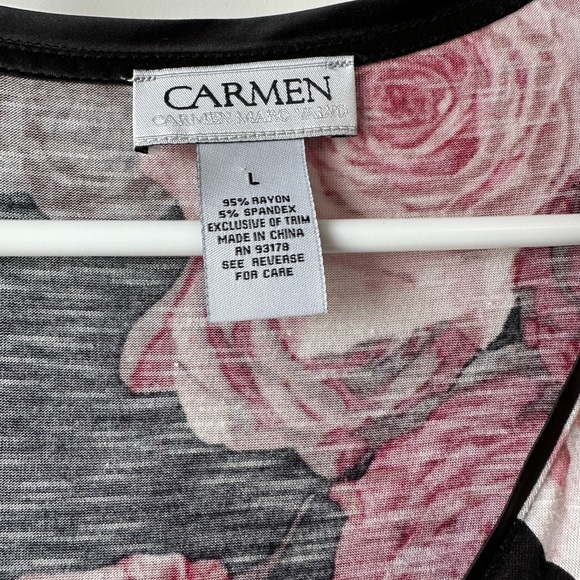 CARMEN
CARMEN MARC VALVO
L
95% RAYON
5% SPANDEX
EXCLUSIVE OF TRIM
MADE IN CHINA
RN 93178
SEE REVERSE
FOR CARE